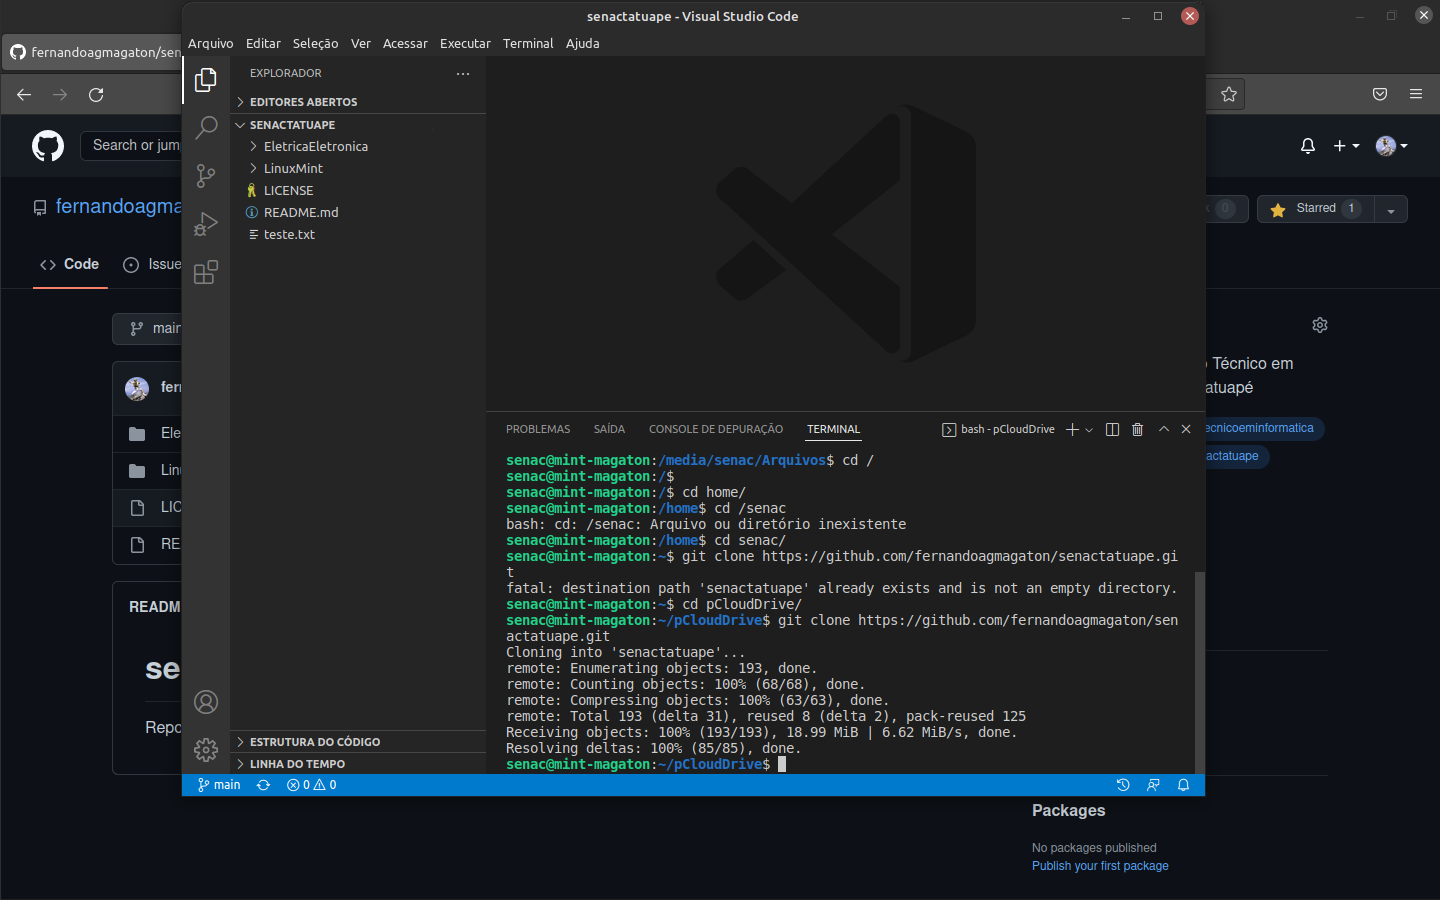 senactatuape - Visual Studio Code
Arquivo Editar Seleção Ver Acessar Executar Terminal Ajuda
fernandoagmagaton/sen
EXPLORADOR
EDITORES ABERTOS
SENACTATUAPE
EletricaEletronica
LinuxMint
LICENSE
README.md
teste.txt
ESTRUTURA DO CÓDIGO
LINHA DO TEMPO
Search or jum
fernandoagma
Starred 1
0
Code
Issue
main
fer
Ele
Linu
LIC
RE
READM
se
Repo
Técnico em
atuapé
ecnicoeminformatica
actatuape
PROBLEMAS SAÍDA CONSOLE DE DEPURAÇÃO TERMINAL
bash - pCloudDrive
senac@mint-magaton:/media/senac/Arquivos$ cd /
senac@mint-magaton:/$
senac@mint-magaton:/$ cd home/
senac@mint-magaton:/home$ cd /senac
bash: cd: /senac: Arquivo ou diretório inexistente
senac@mint-magaton:/home$ cd senac/
senac@mint-magaton:~$ git clone https://github.com/fernandoagmagaton/senactatuape.gi
t
fatal: destination path 'senactatuape' already exists and is not an empty directory.
senac@mint-magaton:~$ cd pCloudDrive/
senac@mint-magaton:~/pCloudDrive$ git clone https://github.com/fernandoagmagaton/sen
actatuape.git
Cloning into 'senactatuape'...
remote: Enumerating objects: 193, done.
remote: Counting objects: 100% (68/68), done.
remote: Compressing objects: 100% (63/63), done.
remote: Total 193 (delta 31), reused 8 (delta 2), pack-reused 125
Receiving objects: 100% (193/193), 18.99 MiB | 6.62 MiB/s, done.
Resolving deltas: 100% (85/85), done.
senac@mint-magaton:~/pCloudDrive$
main 0 0
Packages
No packages published
Publish your first package